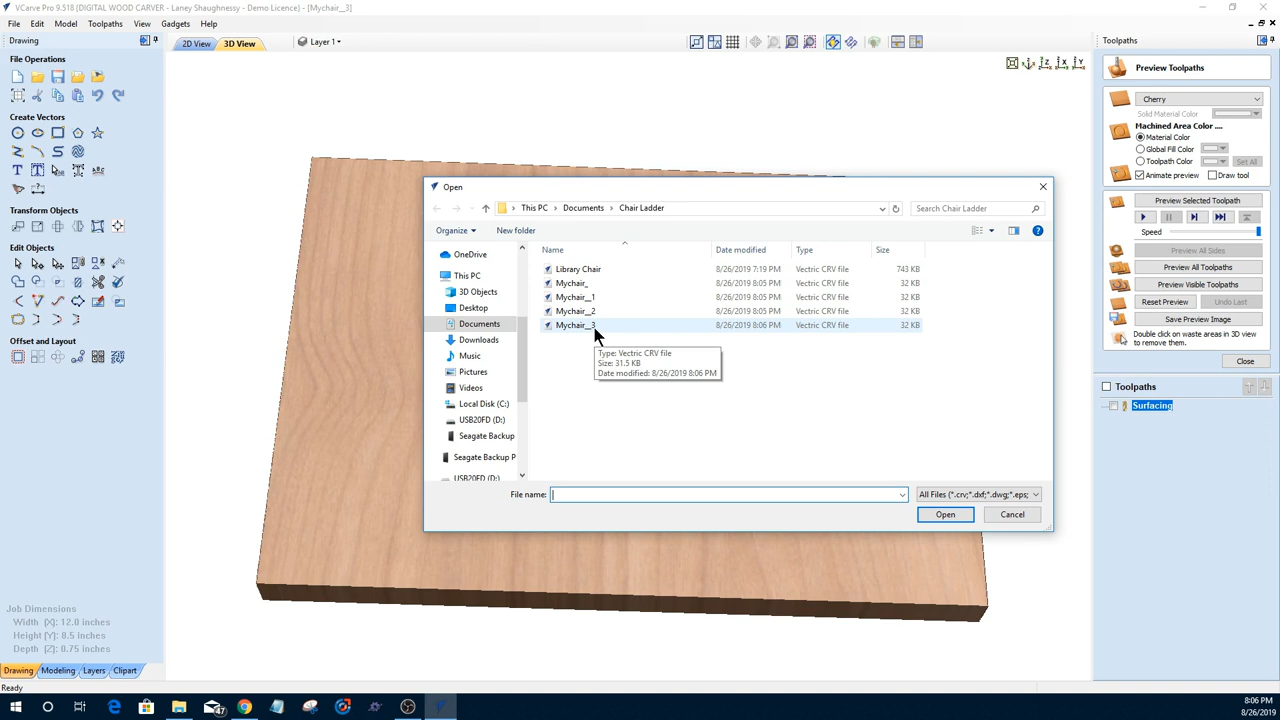 VCarve Pro 9.518 {DIGITAL WOOD CARVER - Laney Shaughnessy - Demo Licence} - [Mychair__3]
File Edit Model Toolpaths View Gadgets Help
Drawing
2D View 3D View Layer 1
Toolpaths
File Operations
Create Vectors
Transform Objects
Edit Objects
Offset and Layout
Job Dimensions
Width (X): 12.0 inches
Height (Y): 8.5 inches
Depth (Z): 0.75 inches
Drawing Modeling Layers Clipart
Ready
Open
This PC > Documents > Chair Ladder
Search Chair Ladder
Organize New folder
Name Date modified Type Size
Library Chair 8/26/2019 7:19 PM Vectric CRV file 743 KB
Mychair_ 8/26/2019 8:05 PM Vectric CRV file 32 KB
Mychair__1 8/26/2019 8:05 PM Vectric CRV file 32 KB
Mychair__2 8/26/2019 8:05 PM Vectric CRV file 32 KB
Mychair__3 8/26/2019 8:06 PM Vectric CRV file 32 KB
Type: Vectric CRV file
Size: 31.5 KB
Date modified: 8/26/2019 8:06 PM
OneDrive
This PC
3D Objects
Desktop
Documents
Downloads
Music
Pictures
Videos
Local Disk (C:)
USB20FD (D:)
Seagate Backup
Seagate Backup P
USB20FD (D:)
File name:
All Files (*.crv;*.dxf;*.dwg;*.eps;
Open Cancel
Preview Toolpaths
Cherry
Solid Material Color
Machined Area Color ....
Material Color
Global Fill Color
Toolpath Color Set All
Animate preview Draw tool
Preview Selected Toolpath
Speed
Preview All Sides
Preview All Toolpaths
Preview Visible Toolpaths
Reset Preview Undo Last
Save Preview Image
Double click on waste areas in 3D view
to remove them.
Close
Toolpaths
Surfacing
47
8:06 PM
8/26/2019